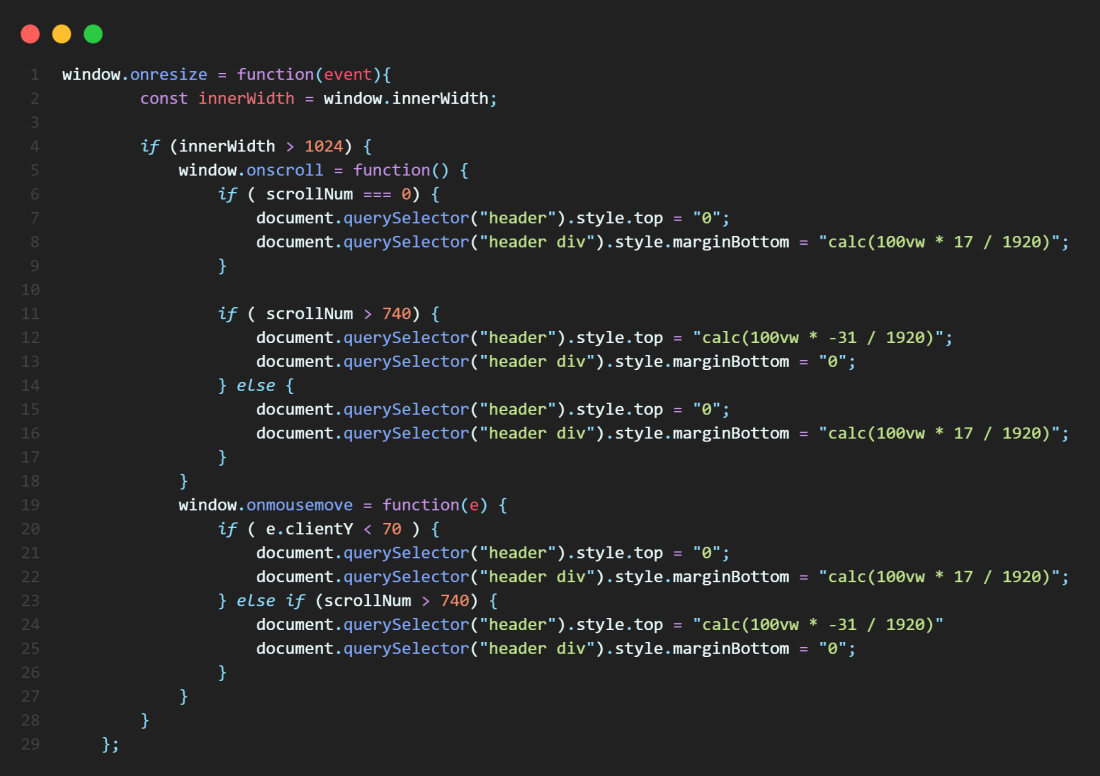 1 window.onresize = function(event){
2 const innerWidth = window.innerWidth;
3
4 if (innerWidth > 1024) {
5 window.onscroll = function() {
6 if ( scrollNum === 0) {
7 document.querySelector("header").style.top = "0";
8 document.querySelector("header div").style.marginBottom = "calc(100vw * 17 / 1920)";
9 }
10
11 if ( scrollNum > 740) {
12 document.querySelector("header").style.top = "calc(100vw * -31 / 1920)";
13 document.querySelector("header div").style.marginBottom = "0";
14 } else {
15 document.querySelector("header").style.top = "0";
16 document.querySelector("header div").style.marginBottom = "calc(100vw * 17 / 1920)";
17 }
18 }
19 window.onmousemove = function(e) {
20 if ( e.clientY < 70 ) {
21 document.querySelector("header").style.top = "0";
22 document.querySelector("header div").style.marginBottom = "calc(100vw * 17 / 1920)";
23 } else if (scrollNum > 740) {
24 document.querySelector("header").style.top = "calc(100vw * -31 / 1920)"
25 document.querySelector("header div").style.marginBottom = "0";
26 }
27 }
28 }
29 };